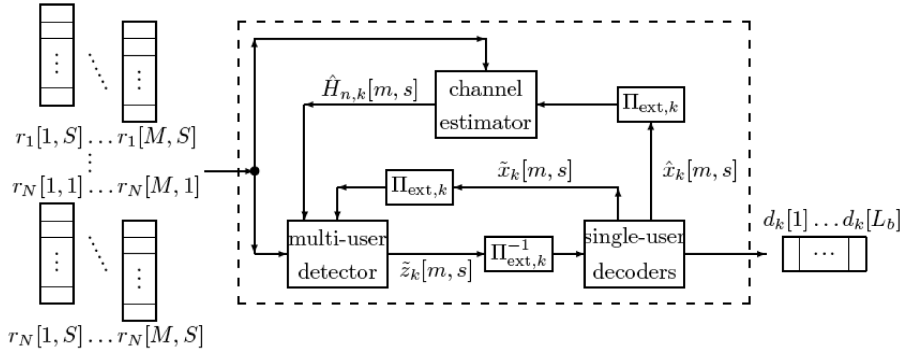 ⋮ ⋱ ⋮
r_1[1, S] … r_1[M, S]
⋮
r_N[1, 1] … r_N[M, 1]
⋮ ⋱ ⋮
r_N[1, S] … r_N[M, S]
Ĥ_{n,k}[m, s]
channel
estimator
Π_{ext,k}
Π_{ext,k}
x̃_k[m, s]
x̂_k[m, s]
multi-user
detector
z̃_k[m, s]
Π^{-1}_{ext,k}
single-user
decoders
d_k[1] … d_k[L_b]
…